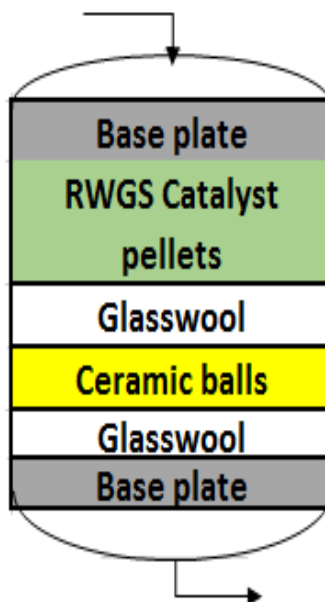 Base plate
RWGS Catalyst
pellets
Glasswool
Ceramic balls
Glasswool
Base plate